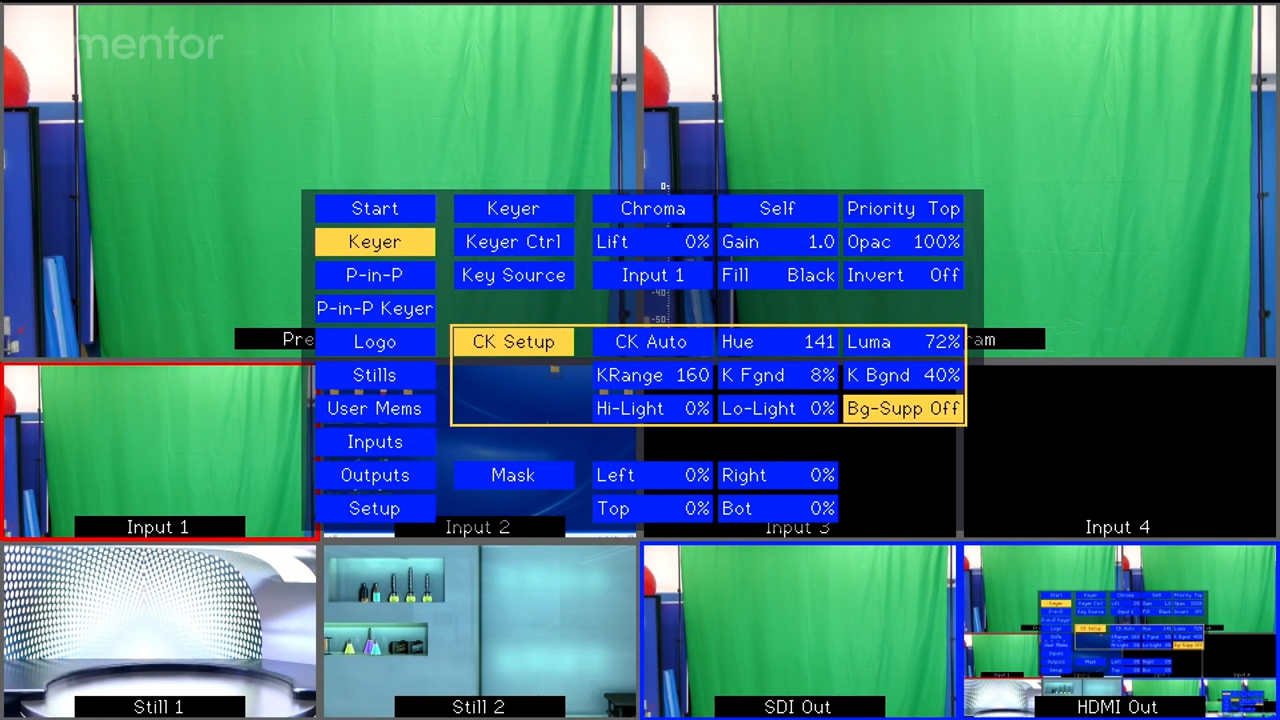 mentor
0
Start Keyer Chroma Self Priority Top
Keyer Keyer Ctrl Lift 0% Gain 1.0 Opac 100%
P-in-P Key Source Input 1 Fill Black Invert Off
-40-
P-in-P Keyer
-50-
Pre
Logo CK Setup CK Auto Hue 141 Luma 72%
am
Stills KRange 160 K Fgnd 8% K Bgnd 40%
User Mems Hi-Light 0% Lo-Light 0% Bg-Supp Off
Inputs
Outputs Mask Left 0% Right 0%
Setup Top 0% Bot 0%
Input 1 Input 2 Input 3 Input 4
Still 1 Still 2 SDI Out HDMI Out